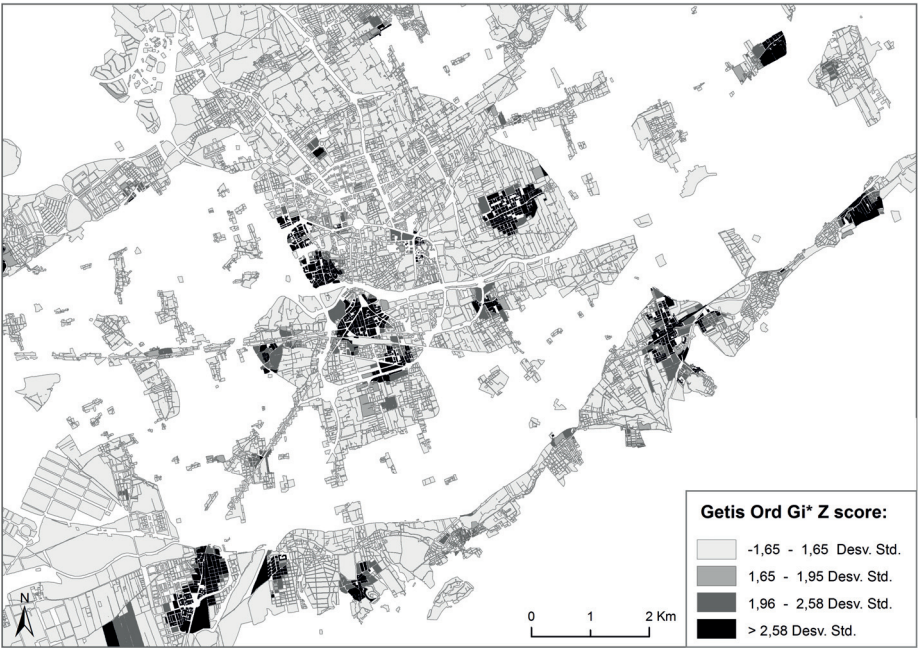 Getis Ord Gi* Z score:
-1,65 - 1,65 Desv. Std.
1,65 - 1,95 Desv. Std.
1,96 - 2,58 Desv. Std.
> 2,58 Desv. Std.
N
0 1 2 Km